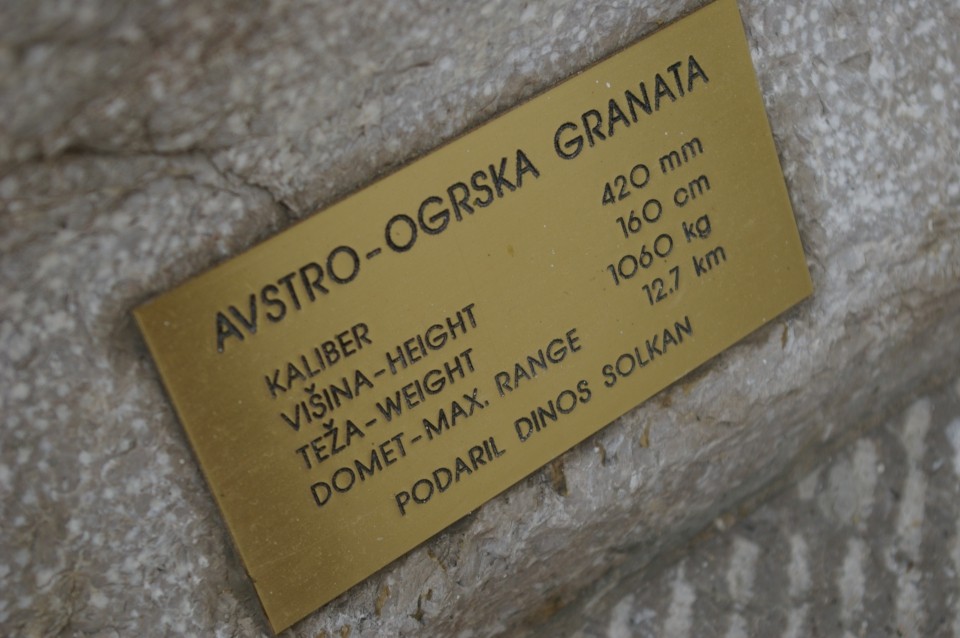 AVSTRO-OGRSKA GRANATA
KALIBER 420 mm
VIŠINA-HEIGHT 160 cm
TEŽA-WEIGHT 1060 kg
DOMET-MAX. RANGE 12.7 km
PODARIL DINOS SOLKAN